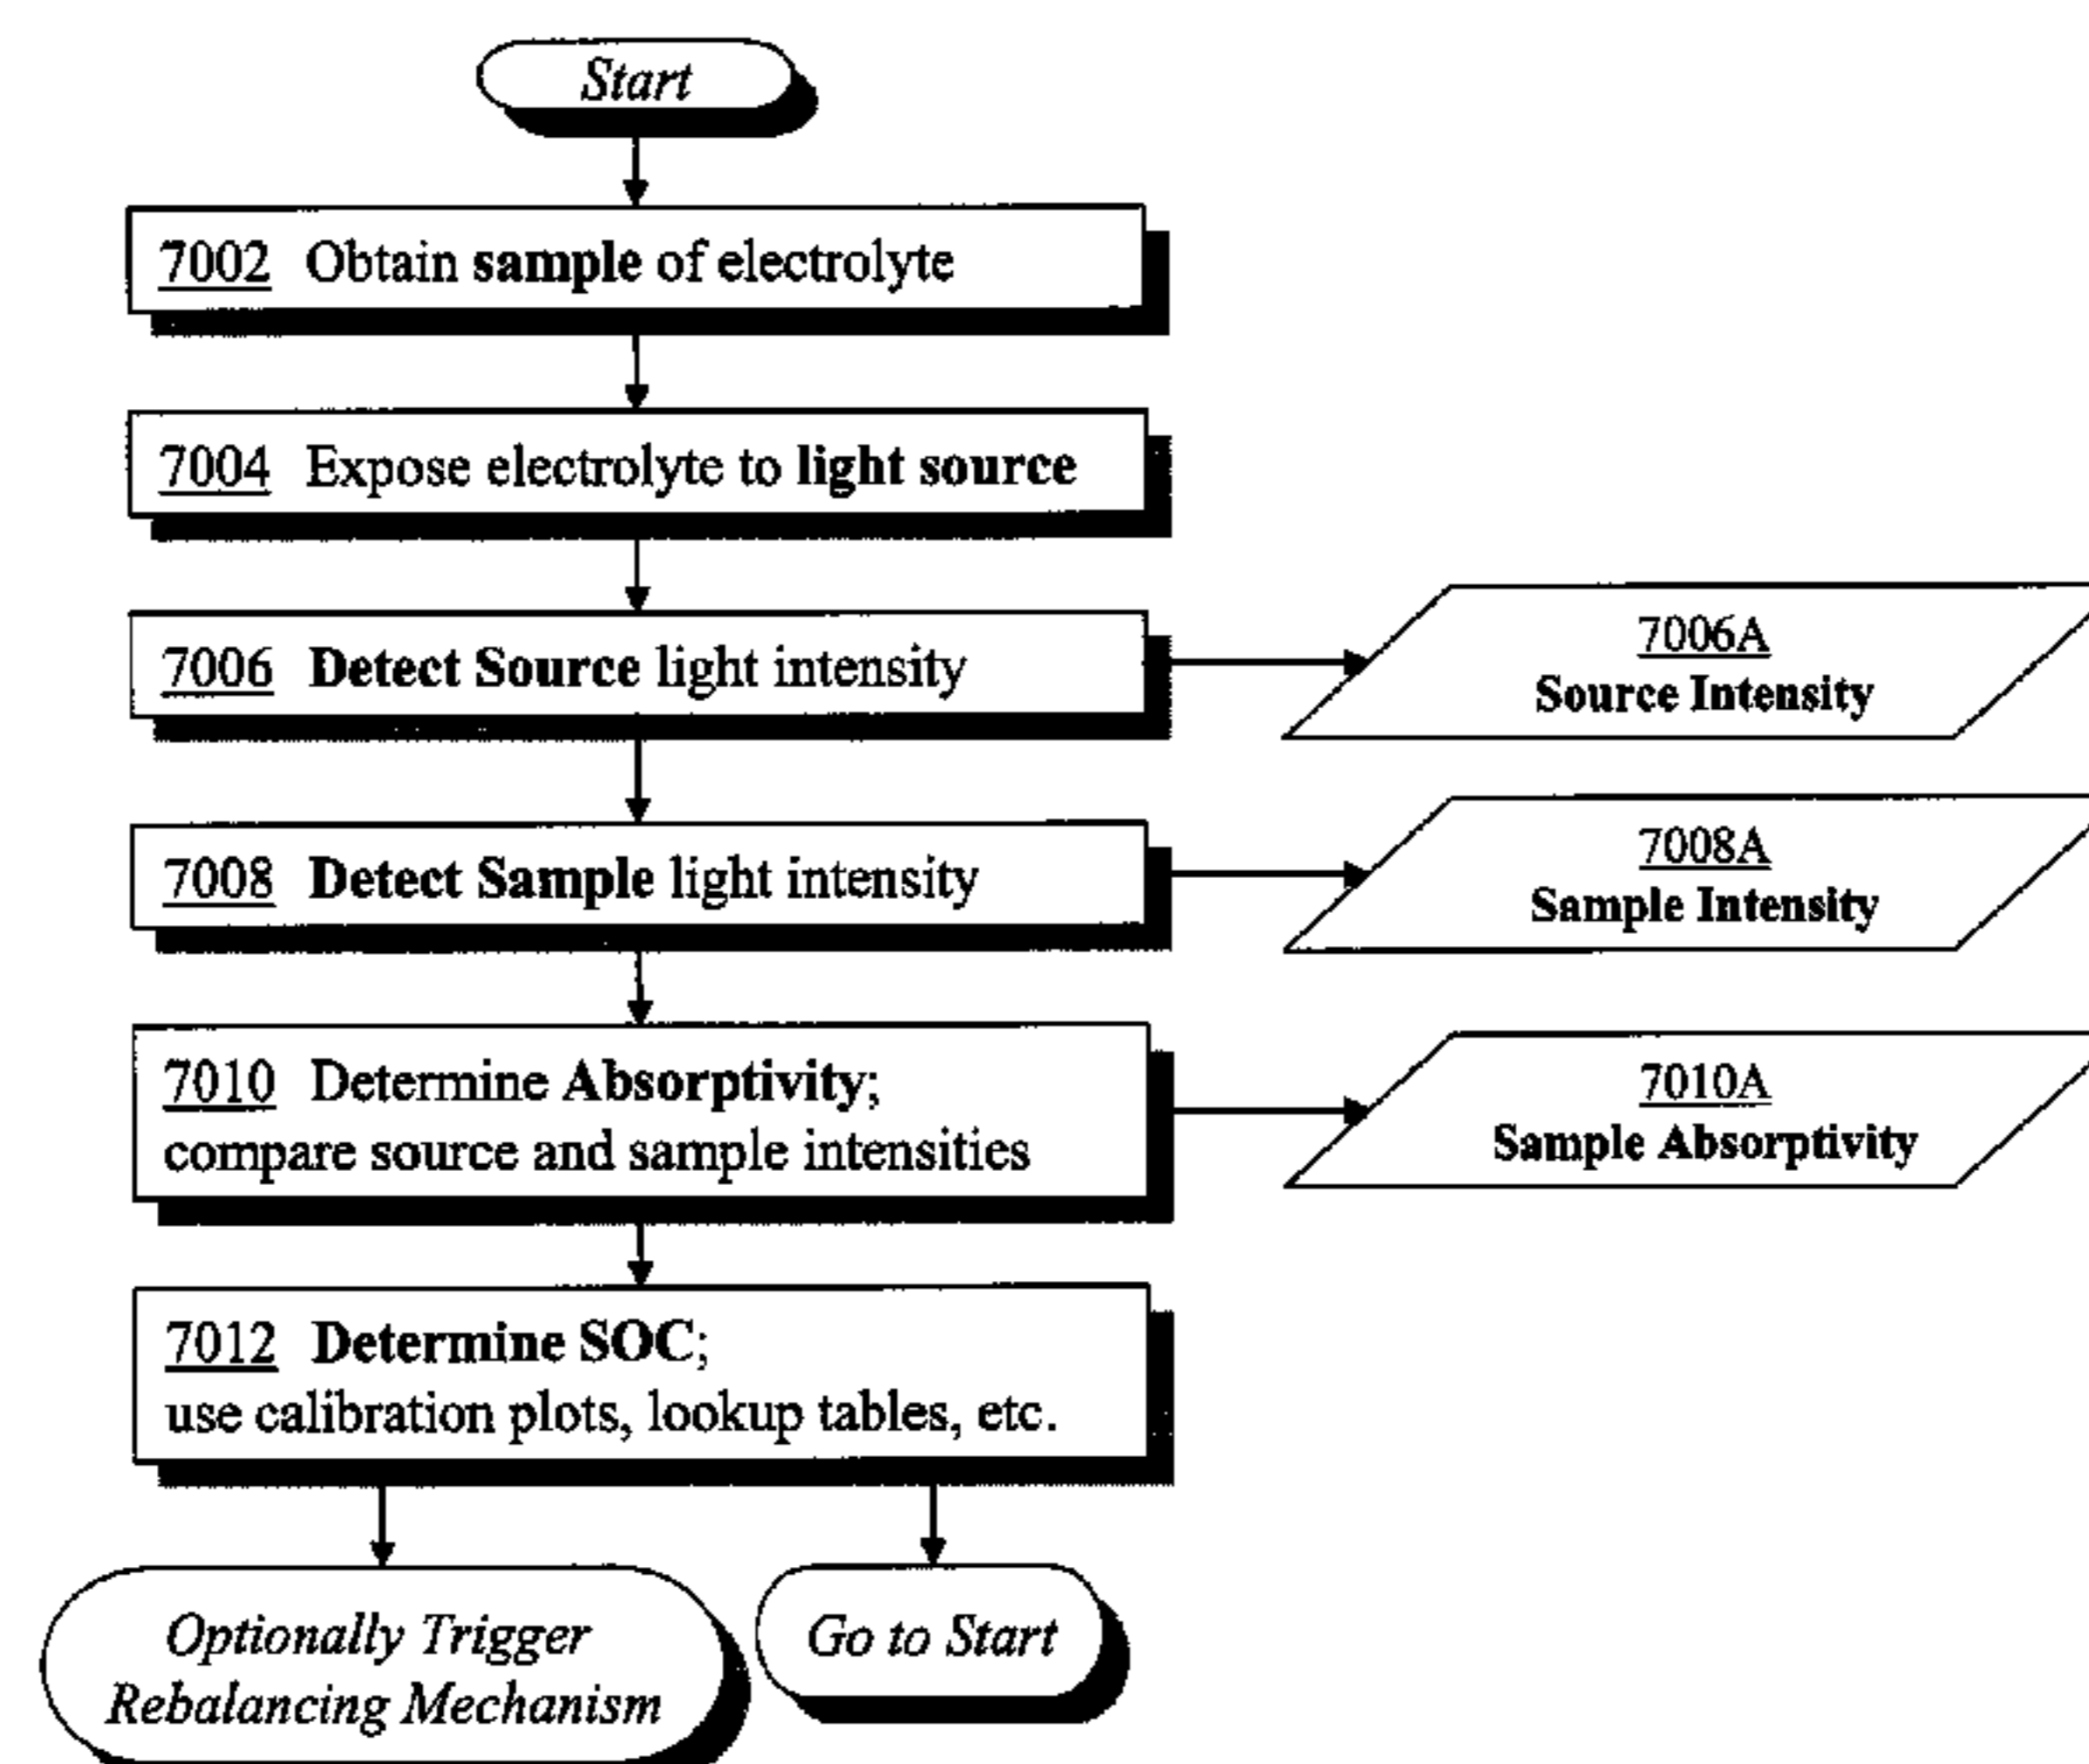 Start
7002 Obtain sample of electrolyte
7004 Expose electrolyte to light source
7006 Detect Source light intensity
7006A
Source Intensity
7008 Detect Sample light intensity
7008A
Sample Intensity
7010 Determine Absorptivity;
compare source and sample intensities
7010A
Sample Absorptivity
7012 Determine SOC;
use calibration plots, lookup tables, etc.
Optionally Trigger
Rebalancing Mechanism
Go to Start